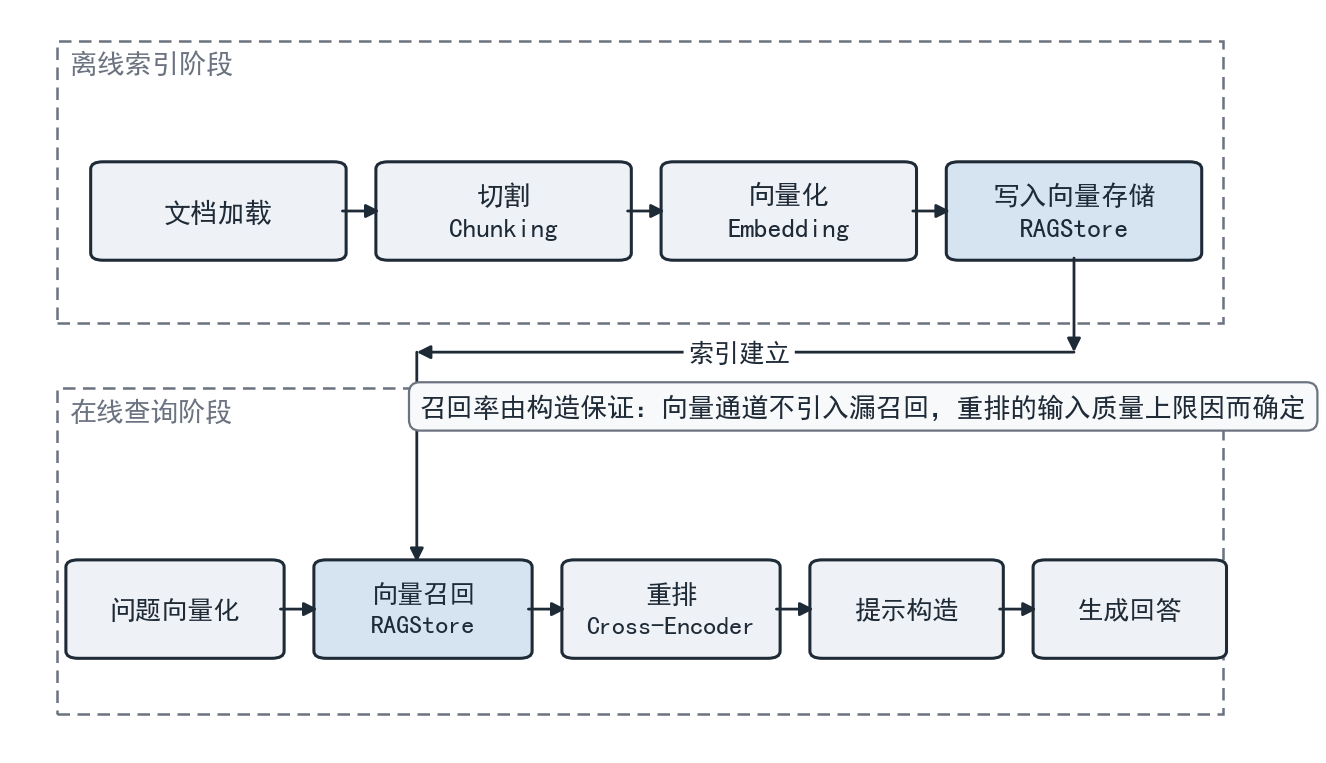 离线索引阶段
文档加载
切割
Chunking
向量化
Embedding
写入向量存储
RAGStore
索引建立
在线查询阶段
召回率由构造保证：向量通道不引入漏召回，重排的输入质量上限因而确定
问题向量化
向量召回
RAGStore
重排
Cross-Encoder
提示构造
生成回答